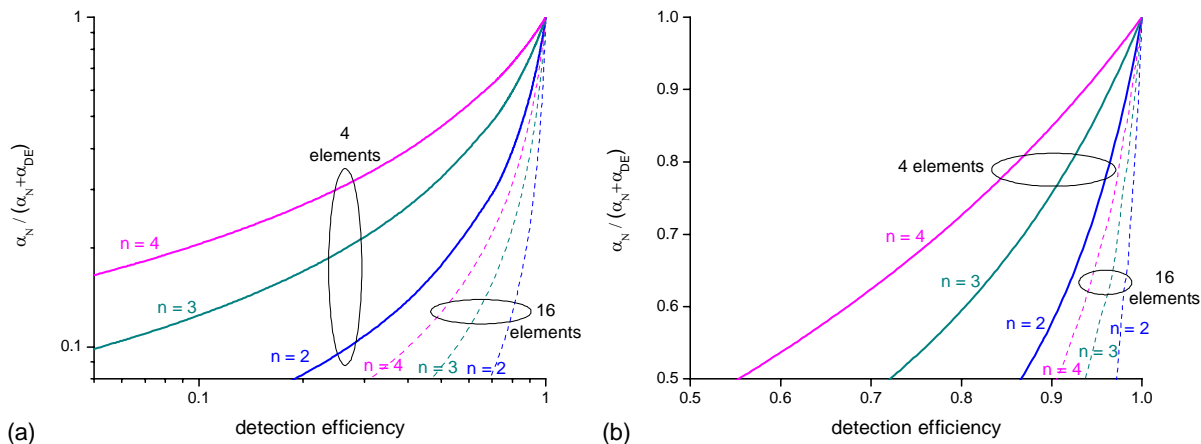 1
α_N / (α_N+α_DE)
0.1
4
elements
n = 4
n = 3
n = 2
16
elements
n = 4
n = 3
n = 2
0.1
1
detection efficiency
(a)
1.0
0.9
0.8
0.7
0.6
0.5
α_N / (α_N+α_DE)
4 elements
n = 4
n = 3
n = 2
16
elements
n = 2
n = 3
n = 4
0.5
0.6
0.7
0.8
0.9
1.0
detection efficiency
(b)